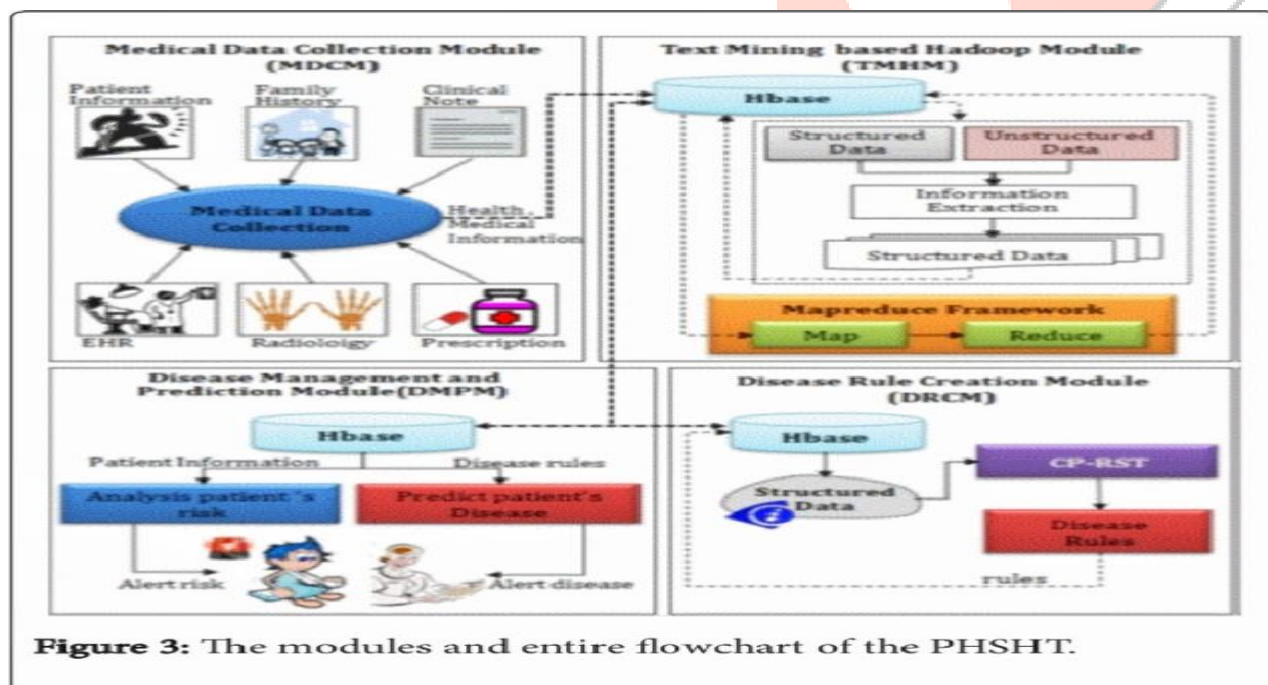 Medical Data Collection Module
(MDCM)
Patient
Information
Family
History
Clinical
Note
Medical Data
Collection
Health
Medical
Information
EHR
Radioloigy
Prescription
Text Mining based Hadoop Module
(TMHM)
Hbase
Structured
Data
Unstructured
Data
Information
Extraction
Structured Data
Mapreduce Framework
Map
Reduce
Disease Management and
Prediction Module(DMPM)
Hbase
Patient Information
Disease rules
Analysis patient 's
risk
Predict patient's
Disease
Alert risk
Alert disease
Disease Rule Creation Module
(DRCM)
Hbase
Structured
Data
CP-RST
Disease
Rules
rules
Figure 3: The modules and entire flowchart of the PHSHT.